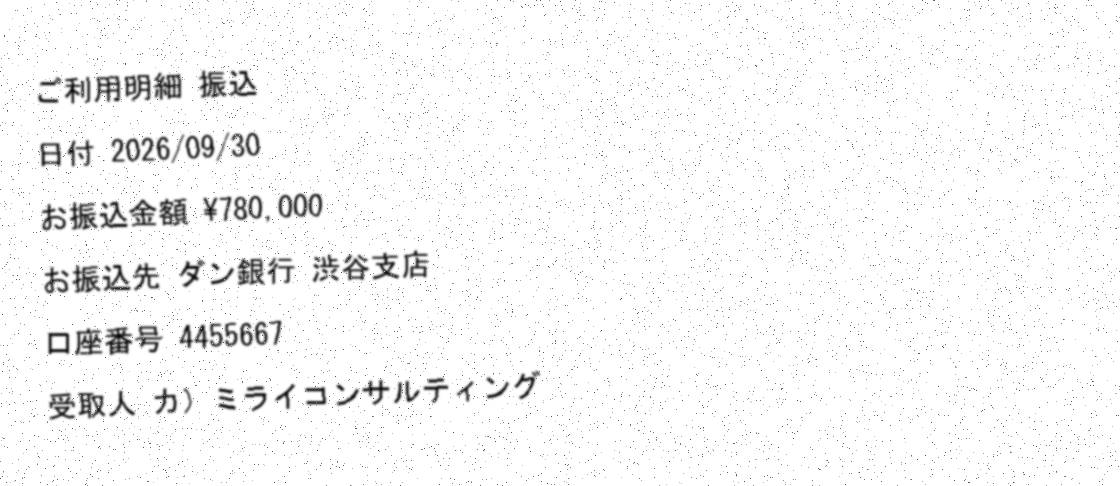 ご利用明細 振込
日付 2026/09/30
お振込金額 ¥780,000
お振込先 ダン銀行 渋谷支店
口座番号 4455667
受取人 カ) ミライコンサルティング